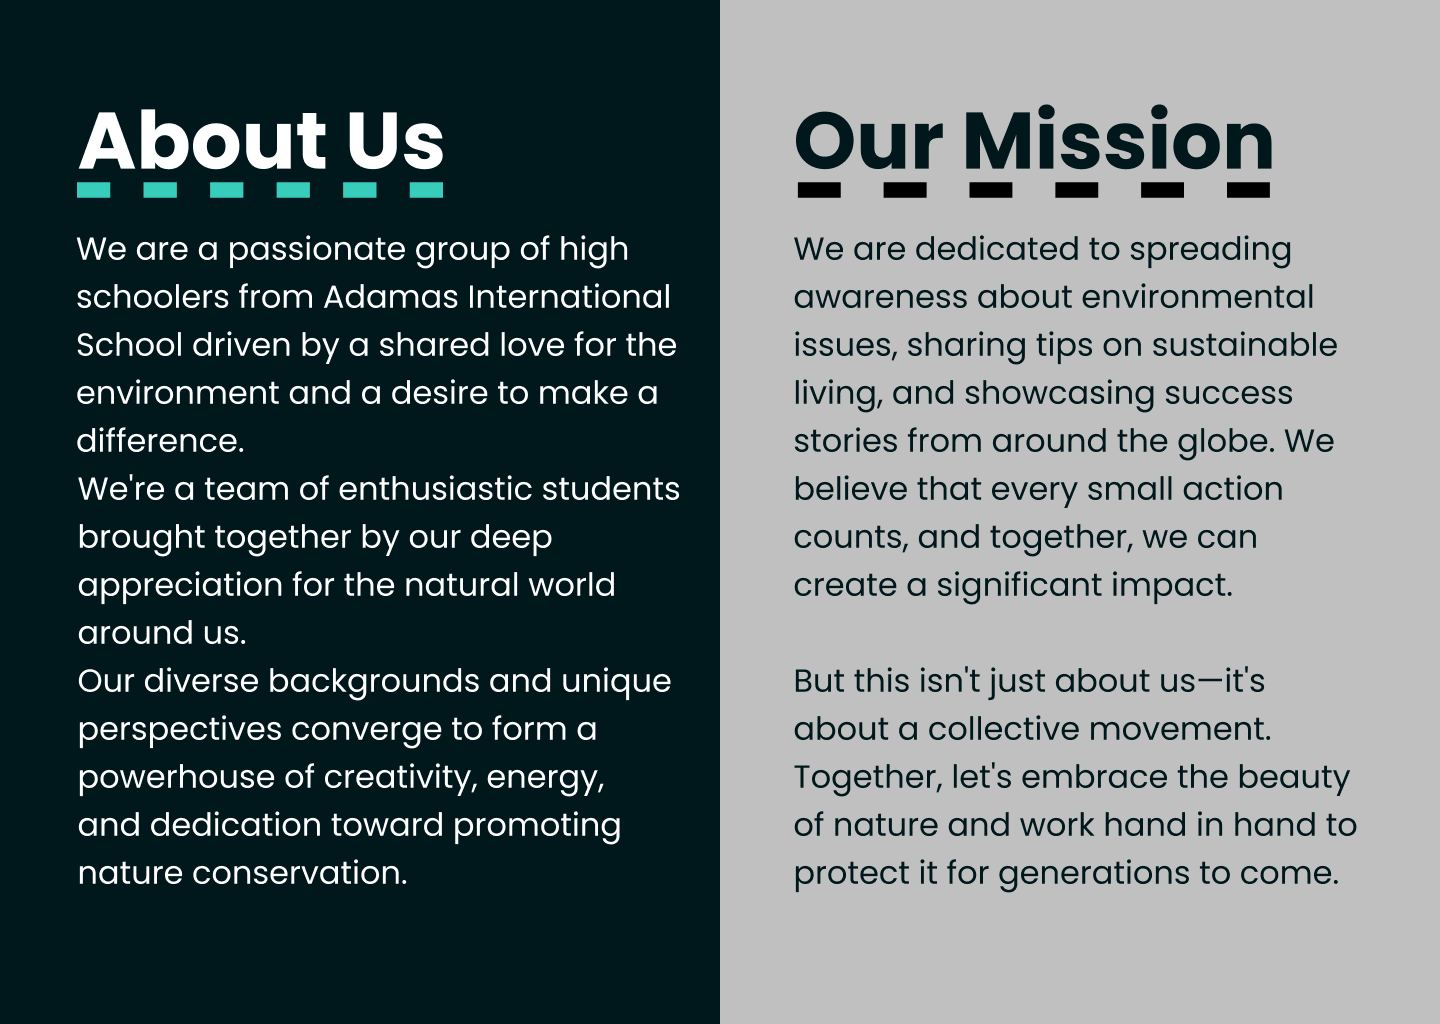 About Us
We are a passionate group of high
schoolers from Adamas International
School driven by a shared love for the
environment and a desire to make a
difference.
We're a team of enthusiastic students
brought together by our deep
appreciation for the natural world
around us.
Our diverse backgrounds and unique
perspectives converge to form a
powerhouse of creativity, energy,
and dedication toward promoting
nature conservation.
Our Mission
We are dedicated to spreading
awareness about environmental
issues, sharing tips on sustainable
living, and showcasing success
stories from around the globe. We
believe that every small action
counts, and together, we can
create a significant impact.
But this isn't just about us—it's
about a collective movement.
Together, let's embrace the beauty
of nature and work hand in hand to
protect it for generations to come.